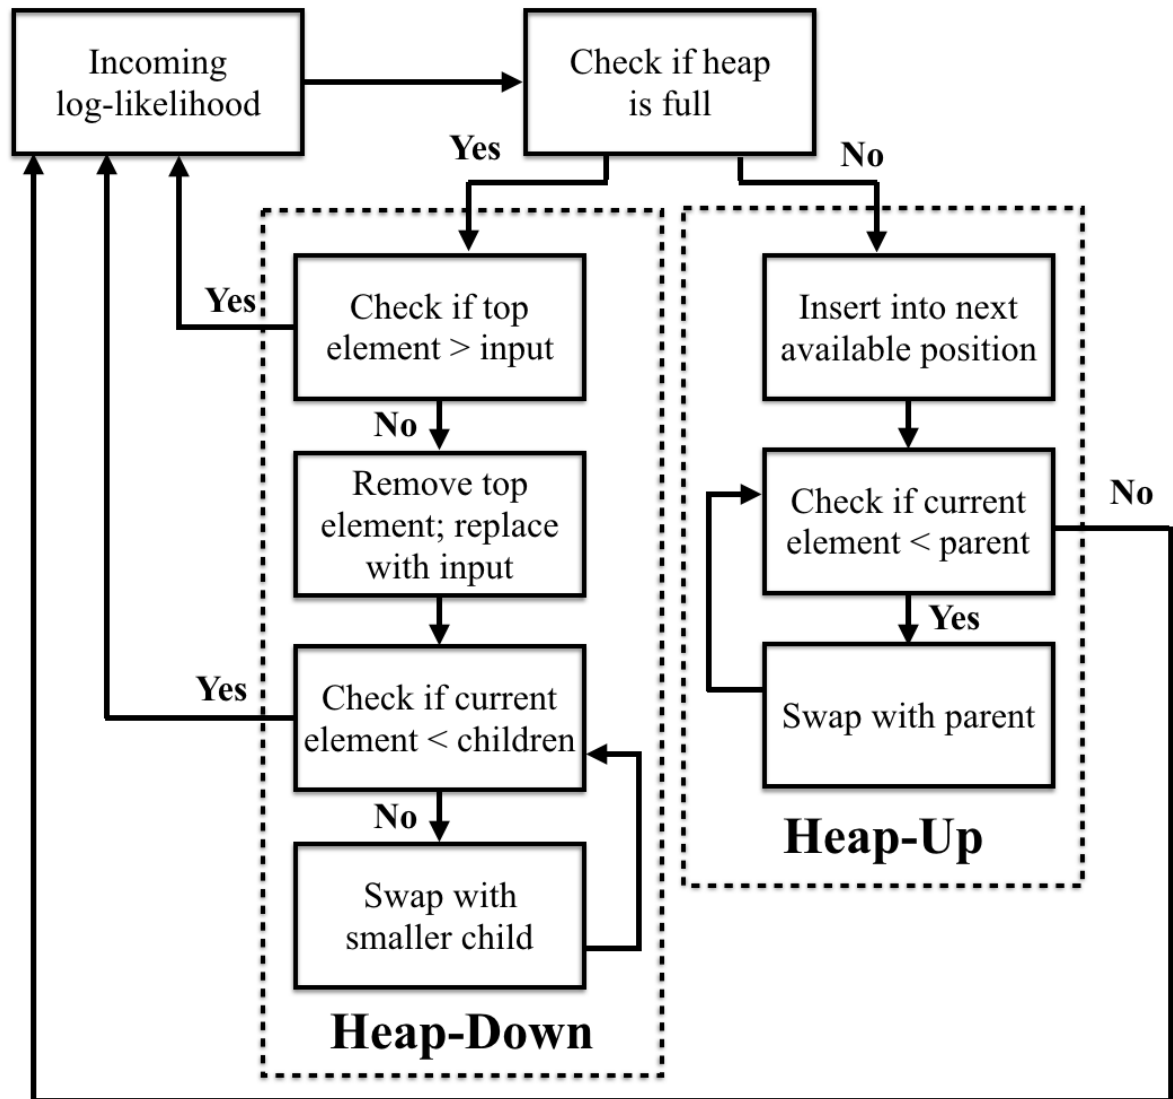 Incoming
log-likelihood
Check if heap
is full
Yes
No
Yes
Check if top
element > input
No
Remove top
element; replace
with input
Yes
Check if current
element < children
No
Swap with
smaller child
Heap-Down
Insert into next
available position
Check if current
element < parent
No
Yes
Swap with parent
Heap-Up